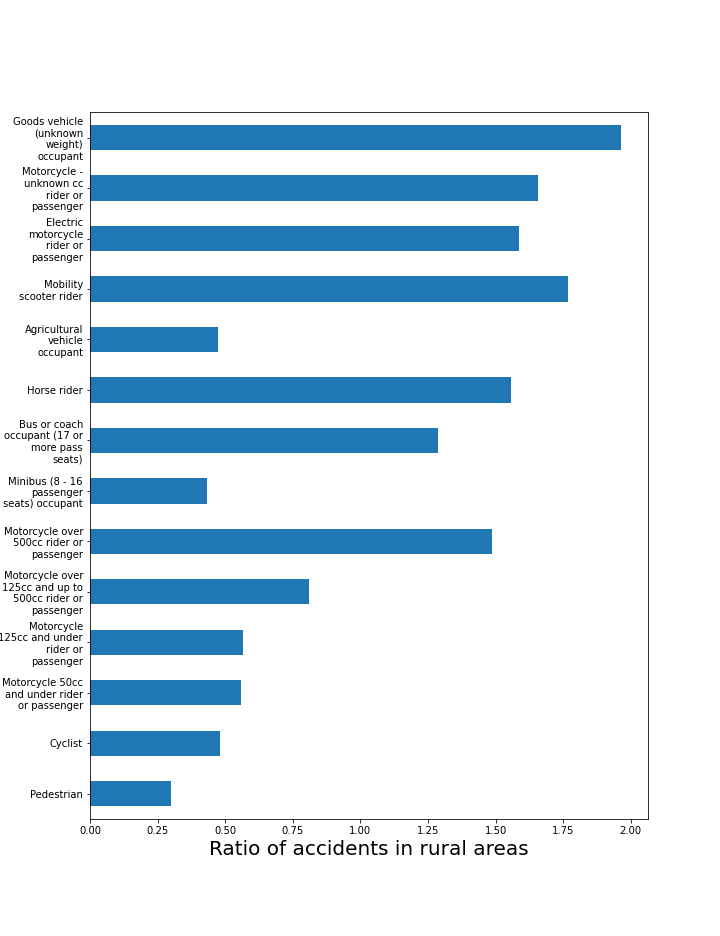 Goods vehicle
(unknown
weight)
occupant
Motorcycle -
unknown cc
rider or
passenger
Electric
motorcycle
rider or
passenger
Mobility
scooter rider
Agricultural
vehicle
occupant
Horse rider
Bus or coach
occupant (17 or
more pass
seats)
Minibus (8 - 16
passenger
seats) occupant
Motorcycle over
500cc rider or
passenger
Motorcycle over
125cc and up to
500cc rider or
passenger
Motorcycle
125cc and under
rider or
passenger
Motorcycle 50cc
and under rider
or passenger
Cyclist
Pedestrian
0.00 0.25 0.50 0.75 1.00 1.25 1.50 1.75 2.00
Ratio of accidents in rural areas